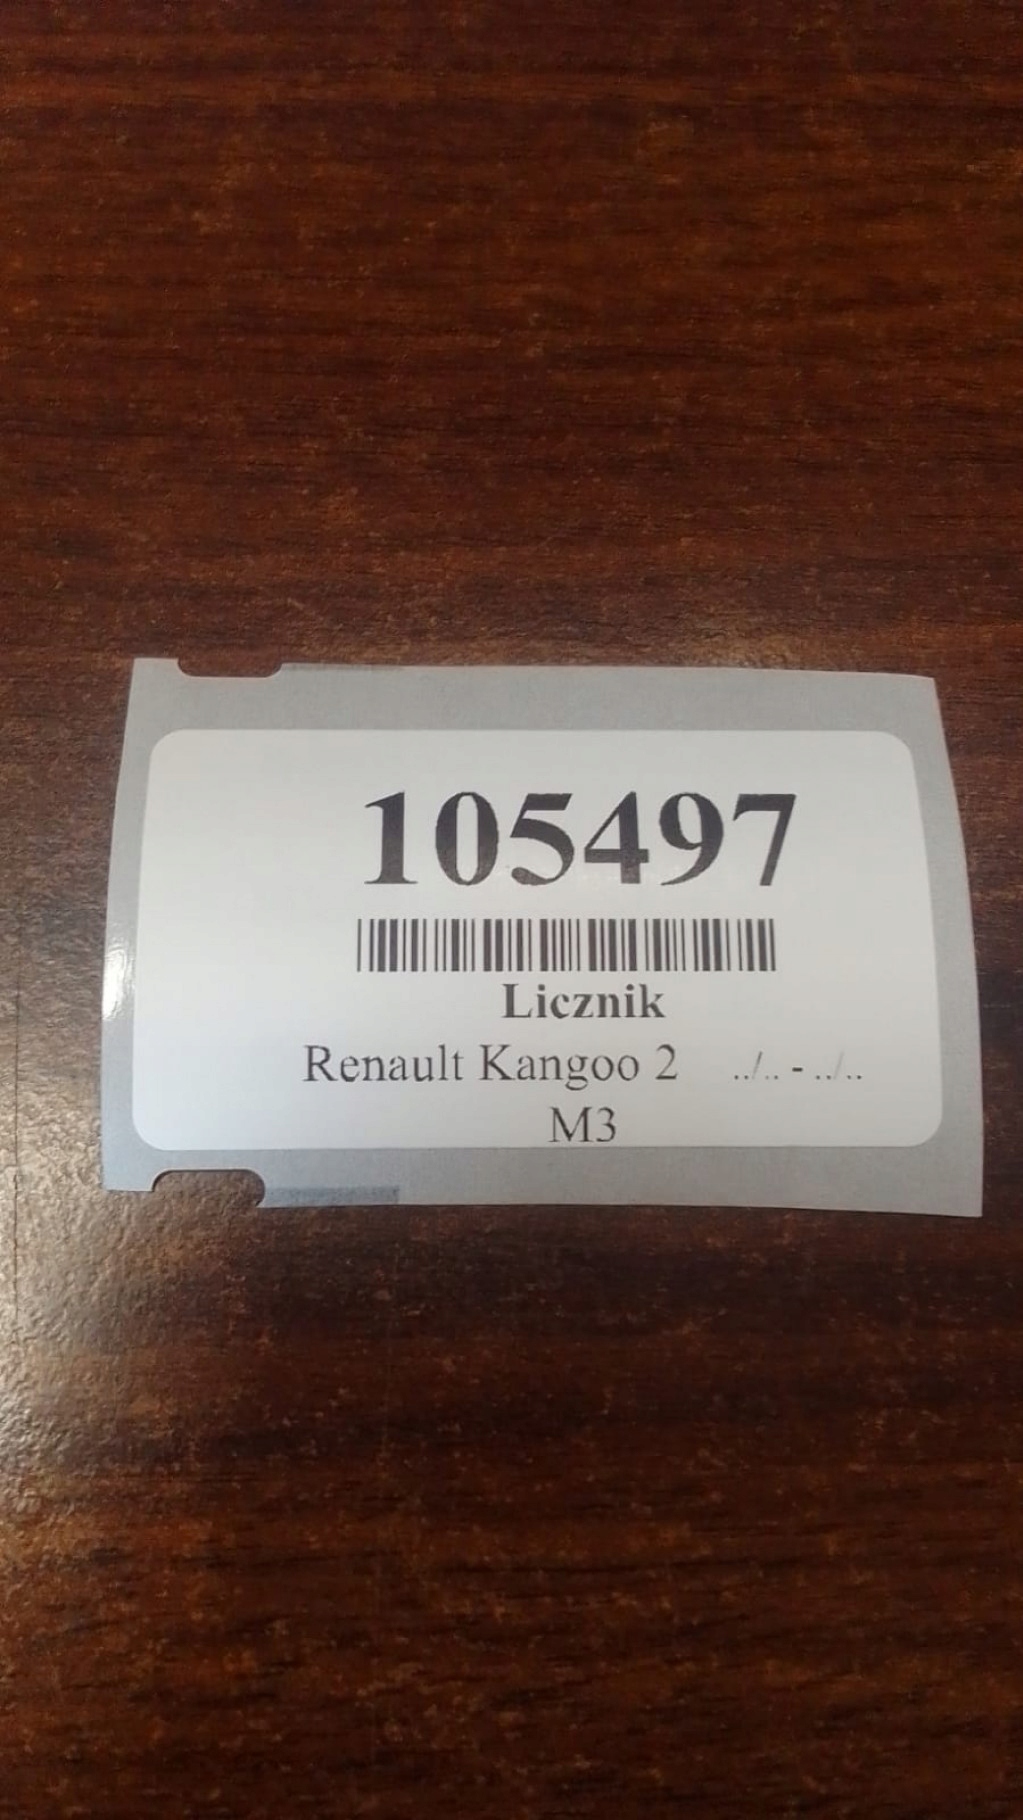 105497
Licznik
Renault Kangoo 2 ../.. - ../..
M3